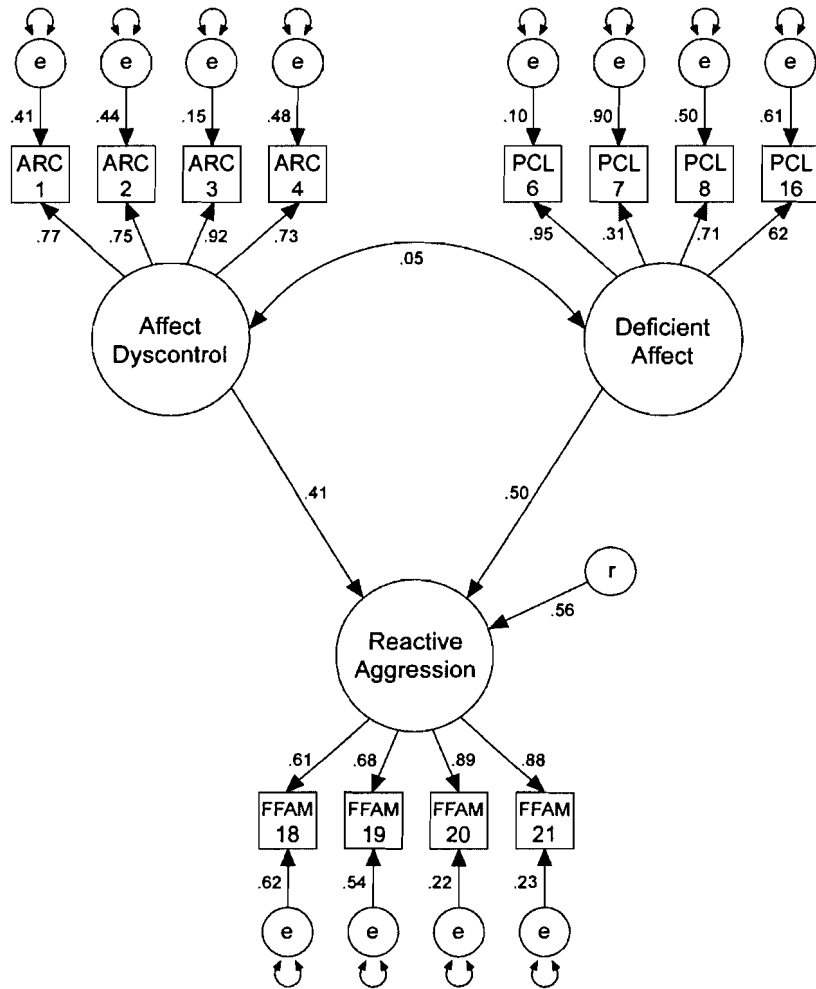 e e e e e e e e
.41 .44 .15 .48 .10 .90 .50 .61
ARC ARC ARC ARC PCL PCL PCL PCL
1 2 3 4 6 7 8 16
.77 .75 .92 .73 .95 .31 .71 62
.05
Affect
Dyscontrol
Deficient
Affect
.41 .50
r
.56
Reactive
Aggression
.61 .68 .89 .88
FFAM FFAM FFAM FFAM
18 19 20 21
.62 .54 .22 .23
e e e e